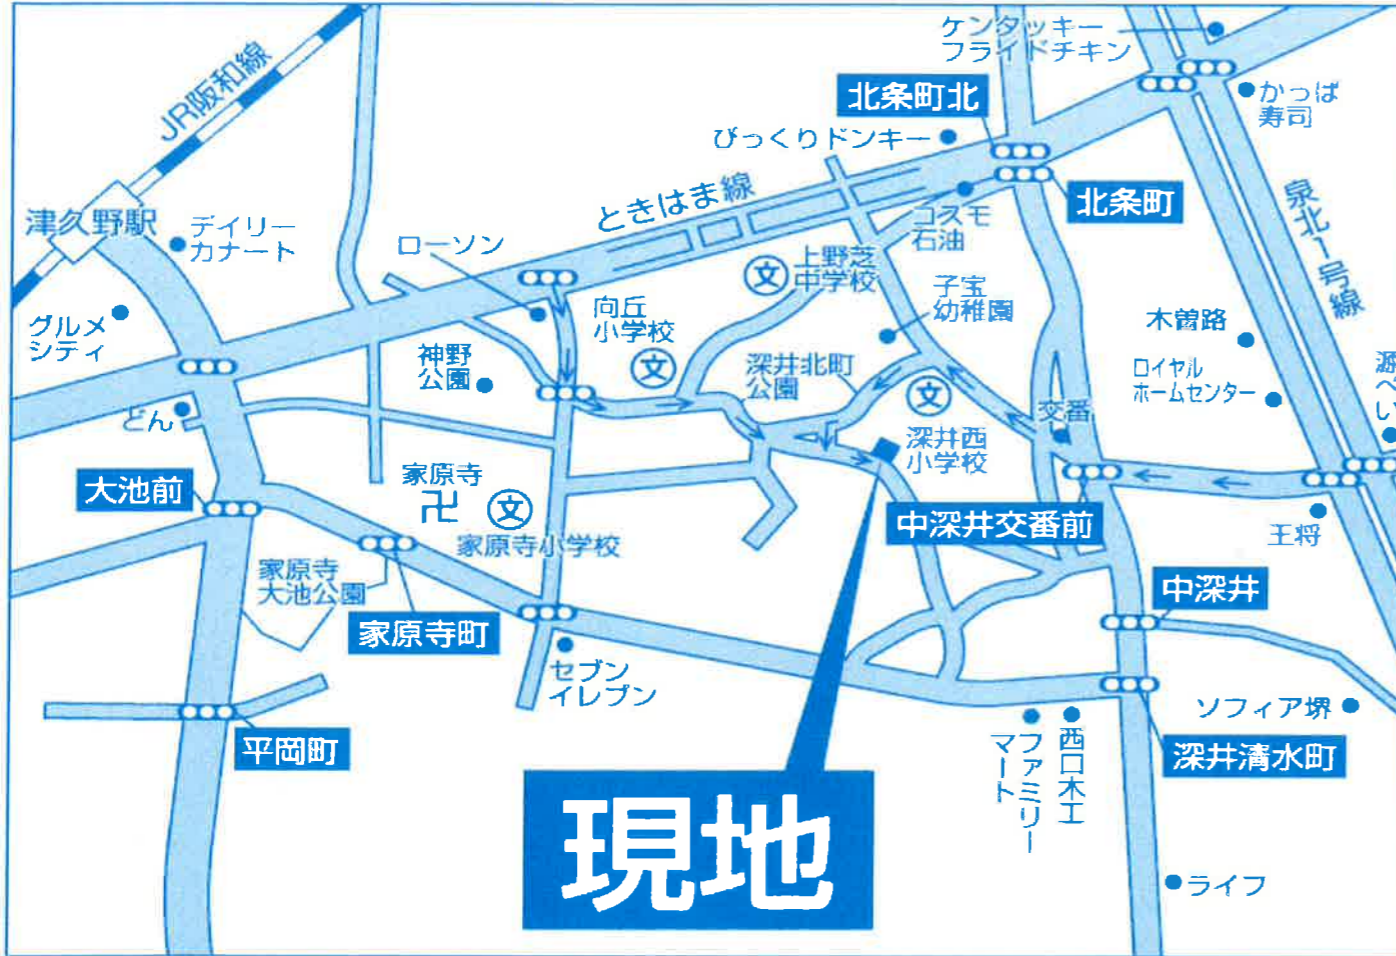 ケンタッキー
フライドチキン
JR阪和線
北条町北
かっぱ
寿司
びっくりドンキー
ときはま線
北条町
泉北1号線
津久野駅
デイリー
カナート
ローソン
コスモ
石油
文
上野芝
中学校
子宝
幼稚園
向丘
小学校
文
グルメ
シティ
神野
公園
深井北町
公園
木曽路
ロイヤル
ホームセンター
源ぺい
どん
文
深井西
小学校
交番
大池前
家原寺
卍
文
家原寺小学校
中深井交番前
王将
家原寺
大池公園
家原寺町
中深井
セブン
イレブン
平岡町
ソフィア堺
ファミリー
マート
西口木工
深井清水町
現地
ライフ